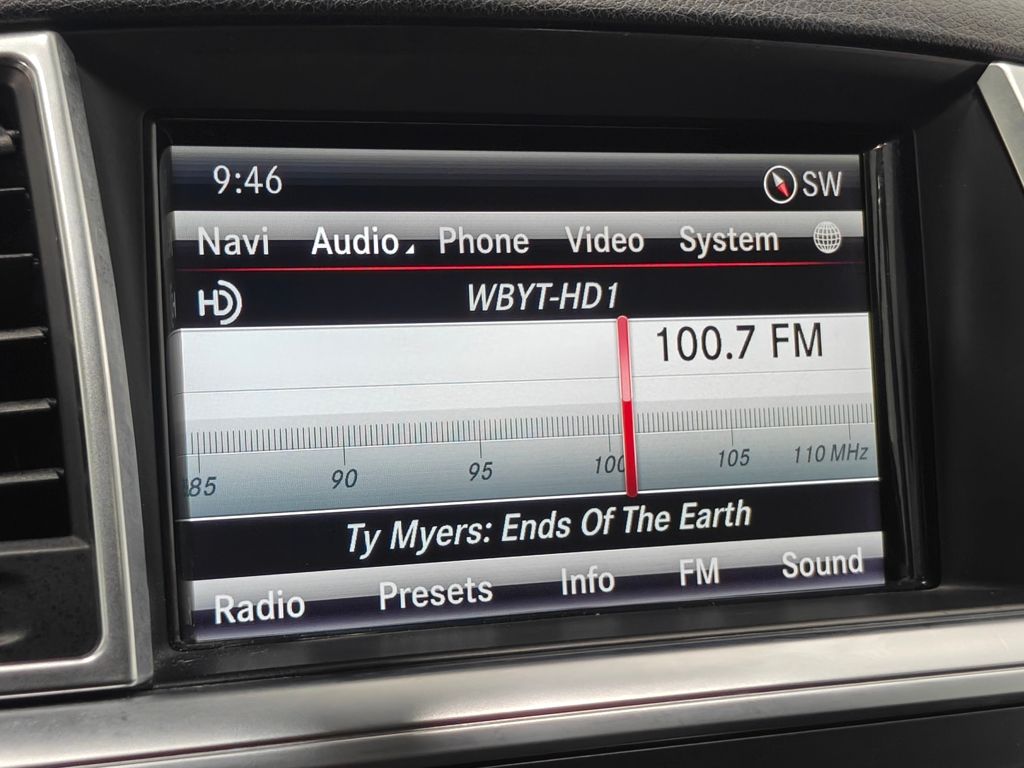 9:46 SW
Navi Audio Phone Video System
HD WBYT-HD1
100.7 FM
85 90 95 100 105 110 MHz
Ty Myers: Ends Of The Earth
Radio Presets Info FM Sound